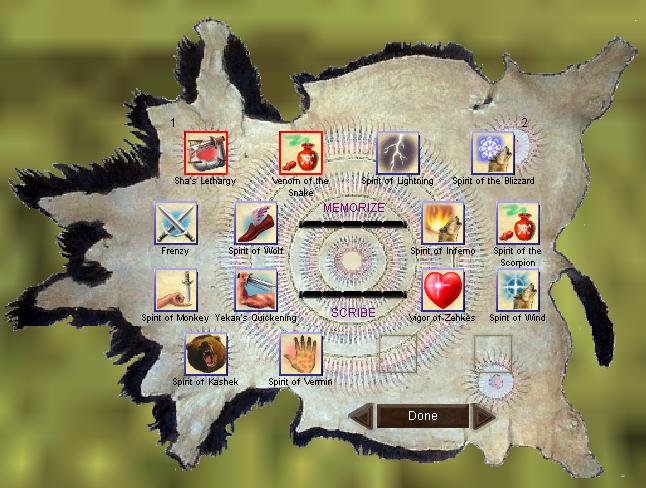 1
2
Sha's Lethargy
Venom of the
Snake
Spirit of Lightning
Spirit of the Blizzard
MEMORIZE
Frenzy
Spirit of Wolf
Spirit of Inferno
Spirit of the
Scorpion
SCRIBE
Spirit of Monkey
Yekan's Quickening
Vigor of Zehkes
Spirit of Wind
Spirit of Kashek
Spirit of Vermin
Done